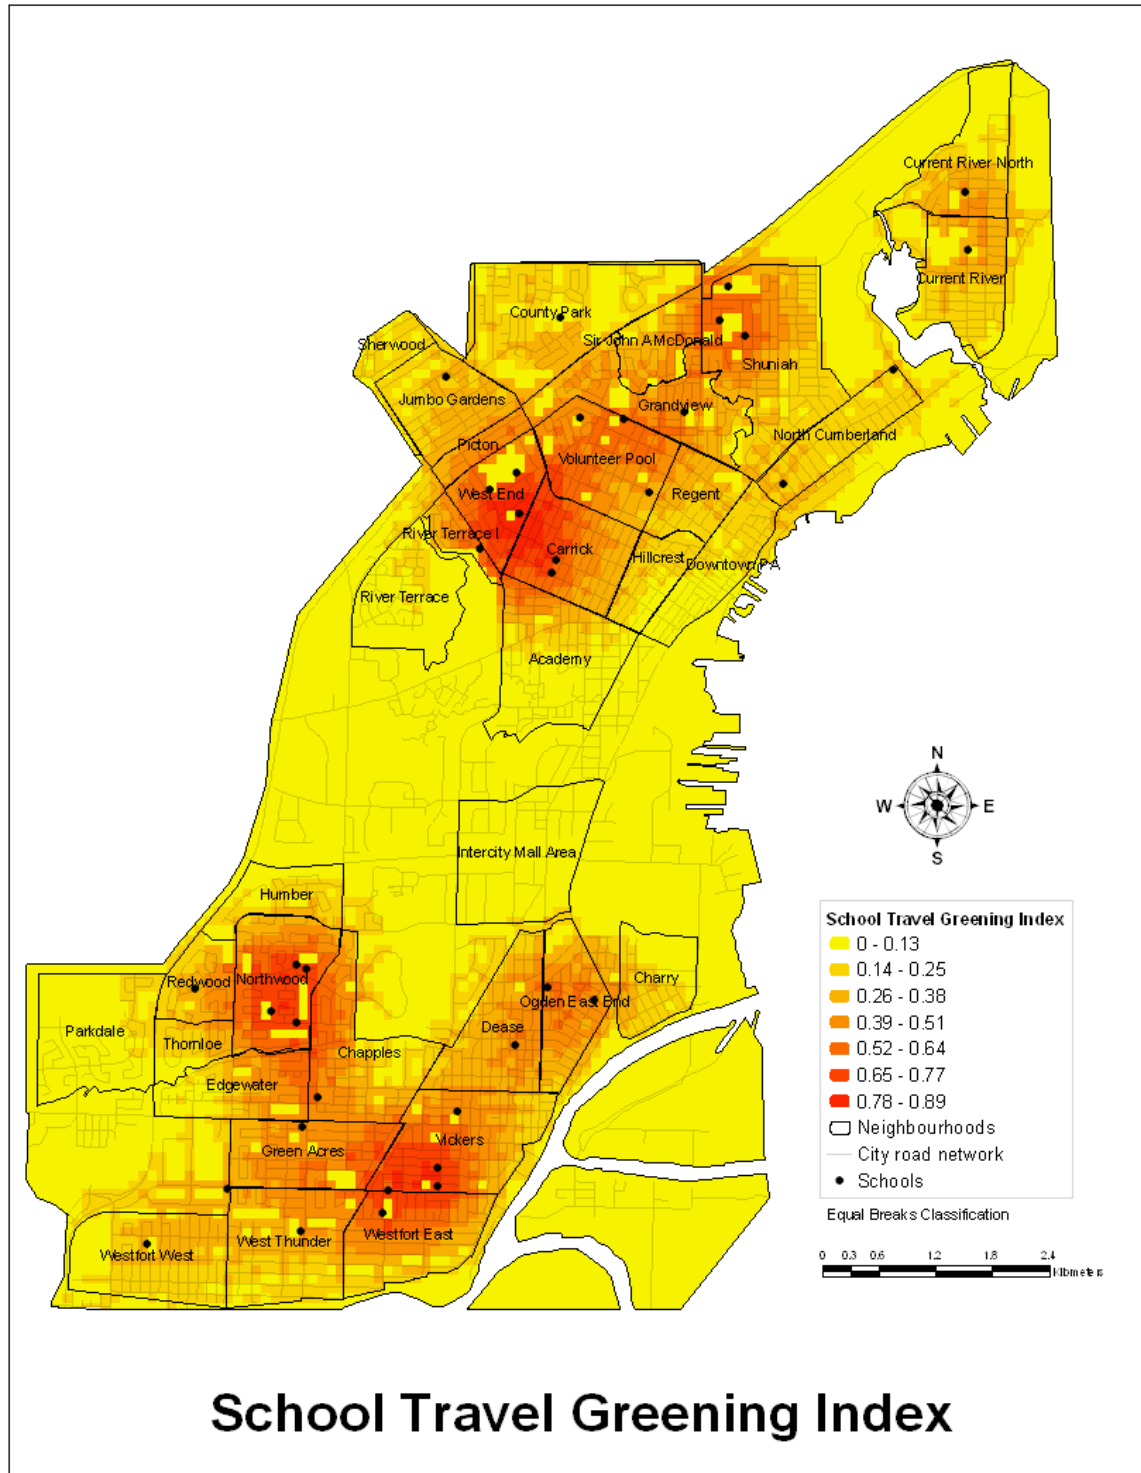 Current River North
Current River
County Park
Sir John A McDonald
Sherwood
Shuniah
Jumbo Gardens
Grandview
North Cumberland
Picton
Volunteer Pool
West End
Regent
River Terrace I
Carrick
Hillcrest
Downtown PA
River Terrace
Academy
N
W
E
S
Intercity Mall Area
Humber
Redwood
Northwood
Charry
Ogden East End
Parkdale
Dease
Thornloe
Chapples
Edgewater
Vickers
Green Acres
Westfort East
West Thunder
Westfort West
School Travel Greening Index
0 - 0.13
0.14 - 0.25
0.26 - 0.38
0.39 - 0.51
0.52 - 0.64
0.65 - 0.77
0.78 - 0.89
Neighbourhoods
City road network
Schools
Equal Breaks Classification
0 0.3 0.6 1.2 1.8 2.4
Kilometers
School Travel Greening Index